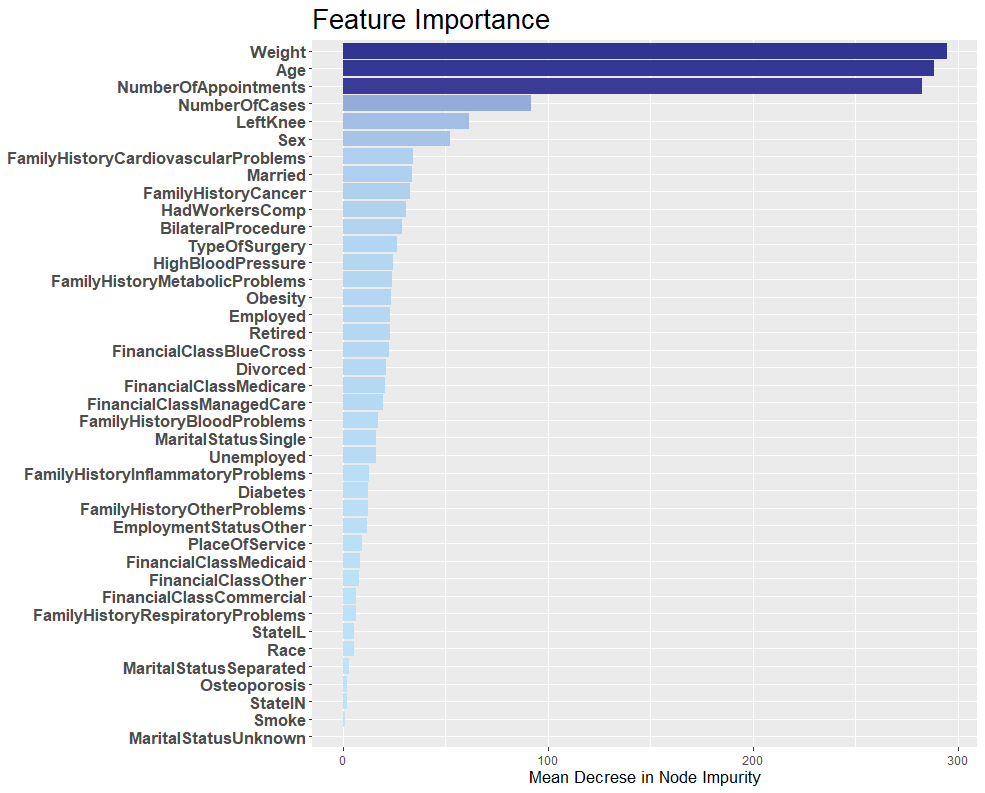 Feature Importance
Weight
Age
NumberOfAppointments
NumberOfCases
LeftKnee
Sex
FamilyHistoryCardiovascularProblems
Married
FamilyHistoryCancer
HadWorkersComp
BilateralProcedure
TypeOfSurgery
HighBloodPressure
FamilyHistoryMetabolicProblems
Obesity
Employed
Retired
FinancialClassBlueCross
Divorced
FinancialClassMedicare
FinancialClassManagedCare
FamilyHistoryBloodProblems
MaritalStatusSingle
Unemployed
FamilyHistoryInflammatoryProblems
Diabetes
FamilyHistoryOtherProblems
EmploymentStatusOther
PlaceOfService
FinancialClassMedicaid
FinancialClassOther
FinancialClassCommercial
FamilyHistoryRespiratoryProblems
StateIL
Race
MaritalStatusSeparated
Osteoporosis
StateIN
Smoke
MaritalStatusUnknown
0 100 200 300
Mean Decrese in Node Impurity